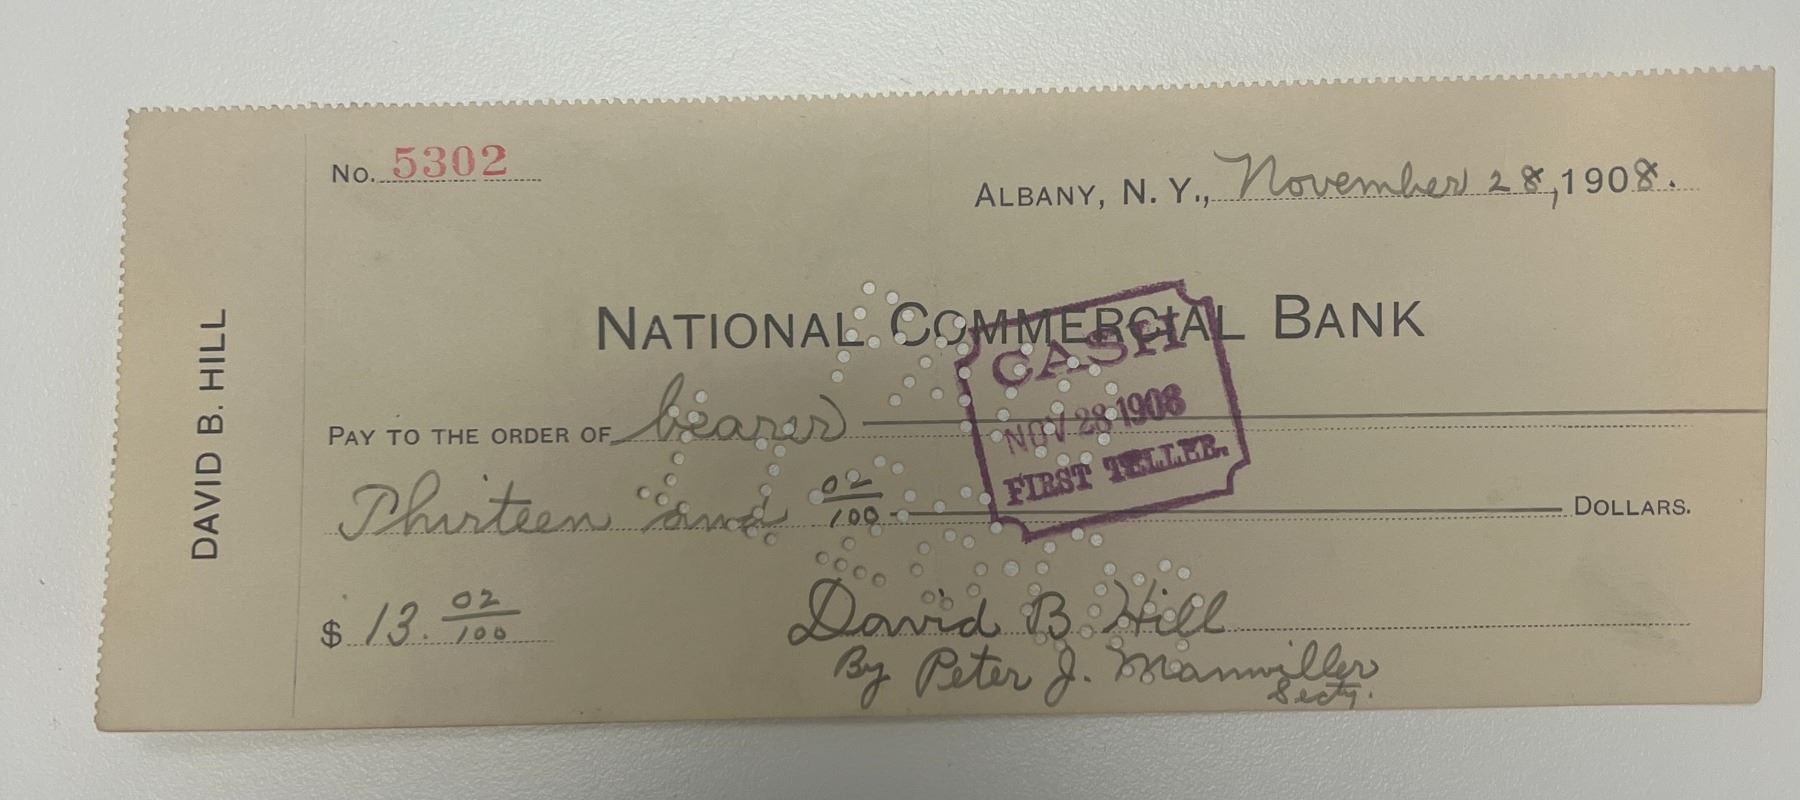 No. 5302
ALBANY, N. Y., November 28, 1908.
DAVID B. HILL
NATIONAL COMMERCIAL BANK
CASH
NOV 28 1908
FIRST TELLER.
PAY TO THE ORDER OF bearer
Thirteen and 02/100 DOLLARS.
$ 13. 02/100
David B. Hill
By Peter J. Manwiller
Secty.